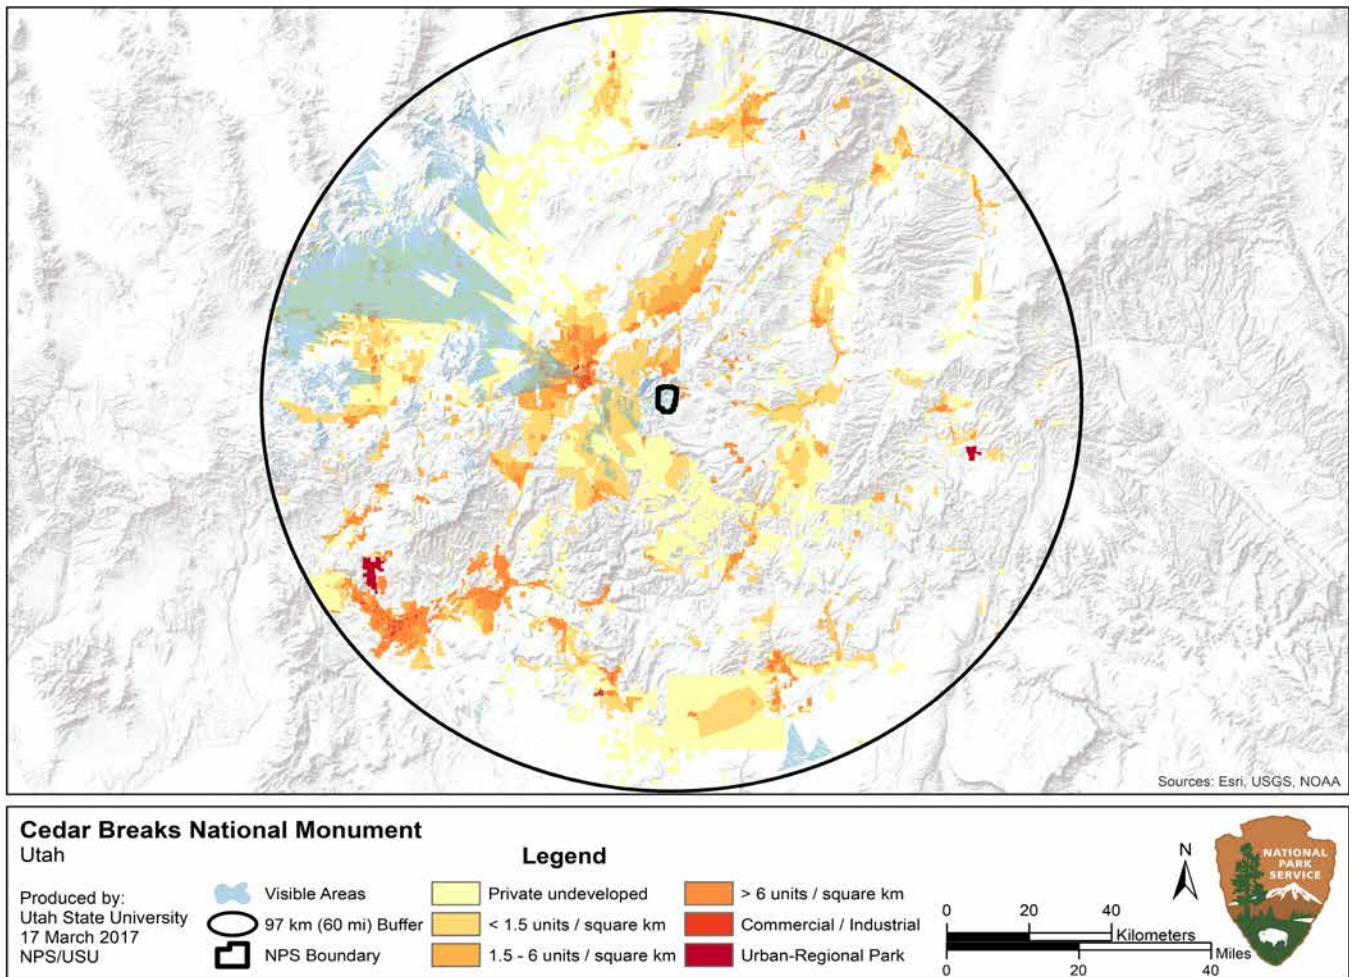 Sources: Esri, USGS, NOAA
Cedar Breaks National Monument
Utah
Produced by:
Utah State University
17 March 2017
NPS/USU
Legend
Visible Areas
97 km (60 mi) Buffer
NPS Boundary
Private undeveloped
< 1.5 units / square km
1.5 - 6 units / square km
> 6 units / square km
Commercial / Industrial
Urban-Regional Park
N
0 20 40
Kilometers
Miles
0 20 40
NATIONAL
PARK
SERVICE